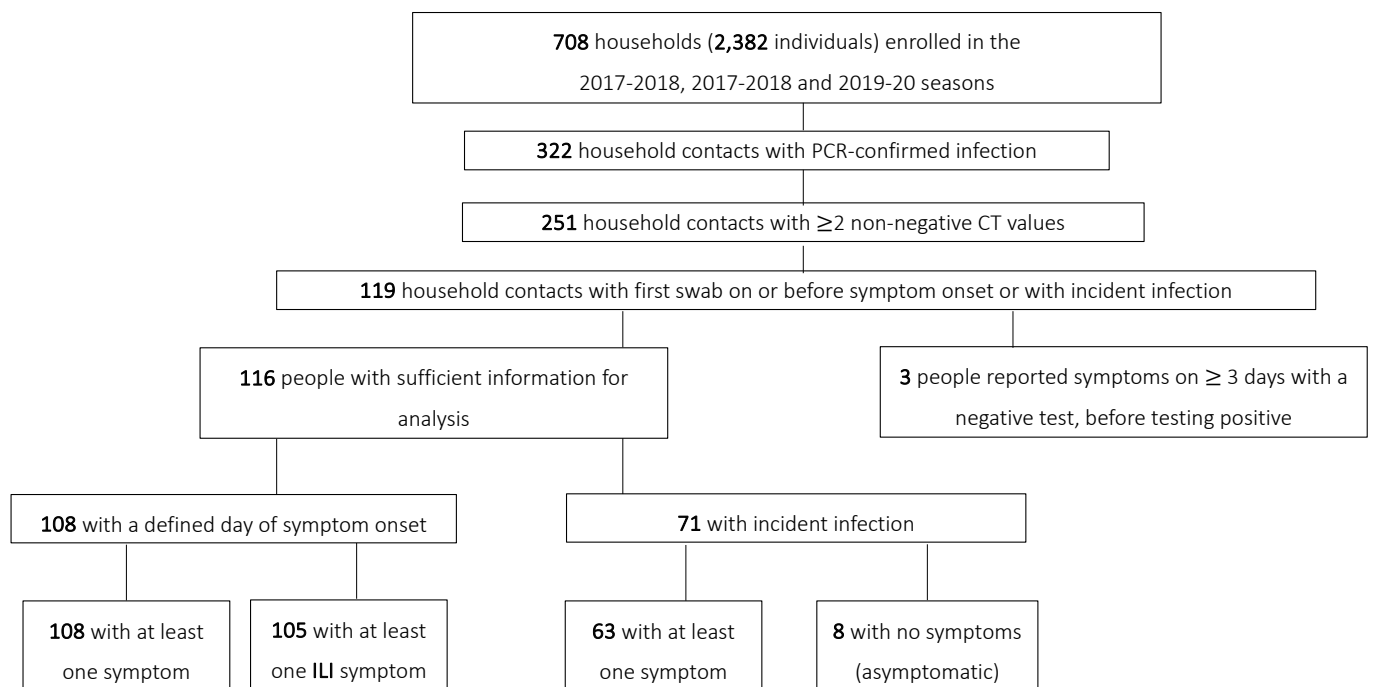 708 households (2,382 individuals) enrolled in the
2017-2018, 2017-2018 and 2019-20 seasons
322 household contacts with PCR-confirmed infection
251 household contacts with ≥2 non-negative CT values
119 household contacts with first swab on or before symptom onset or with incident infection
116 people with sufficient information for
analysis
3 people reported symptoms on ≥ 3 days with a
negative test, before testing positive
108 with a defined day of symptom onset
71 with incident infection
108 with at least
one symptom
105 with at least
one ILI symptom
63 with at least
one symptom
8 with no symptoms
(asymptomatic)